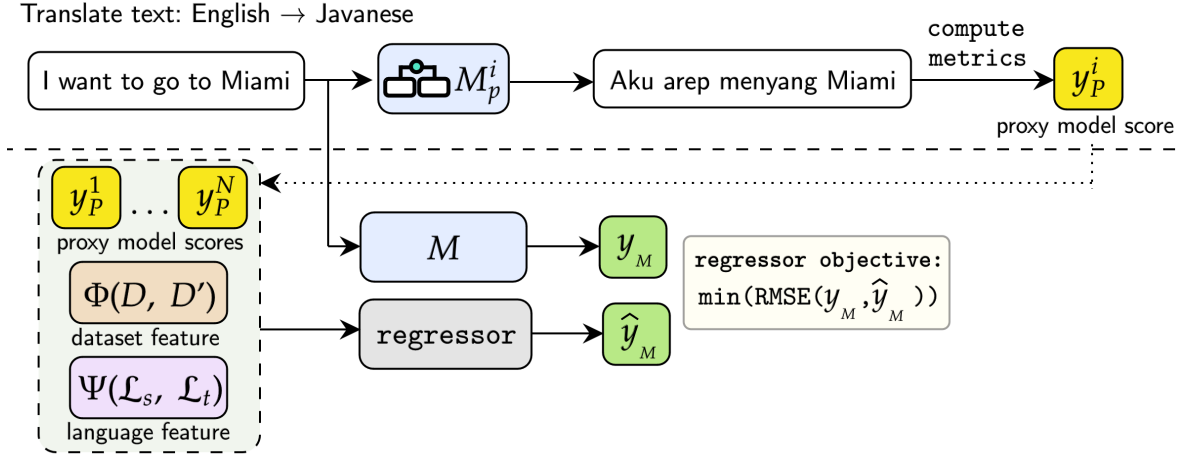 Translate text: English → Javanese
I want to go to Miami
M_p^i
Aku arep menyang Miami
compute
metrics
y_P^i
proxy model score
y_P^1 ... y_P^N
proxy model scores
Φ(D, D′)
dataset feature
Ψ(𝓛_s, 𝓛_t)
language feature
M
y_M
regressor
ŷ_M
regressor objective:
min(RMSE(y_M,ŷ_M))